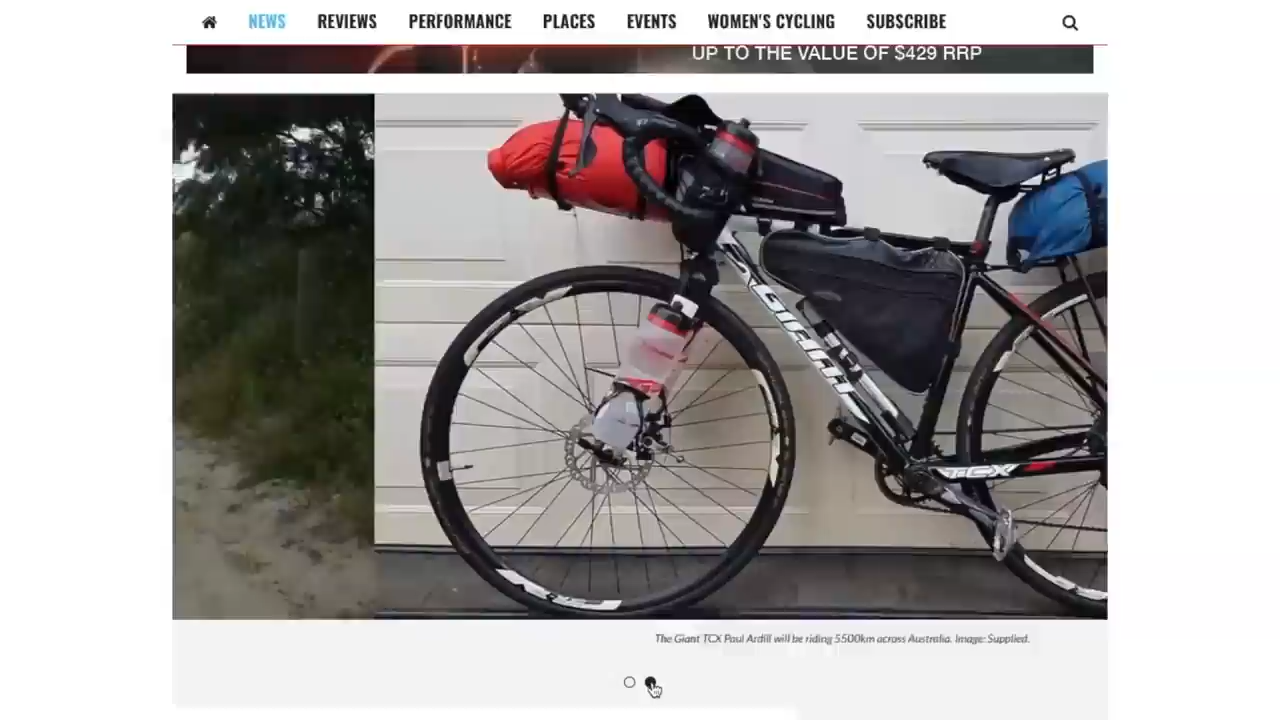 NEWS REVIEWS PERFORMANCE PLACES EVENTS WOMEN'S CYCLING SUBSCRIBE
UP TO THE VALUE OF $429 RRP
GIANT
TCX
The Giant TCX Paul Ardill will be riding 5500km across Australia. Image: Supplied.